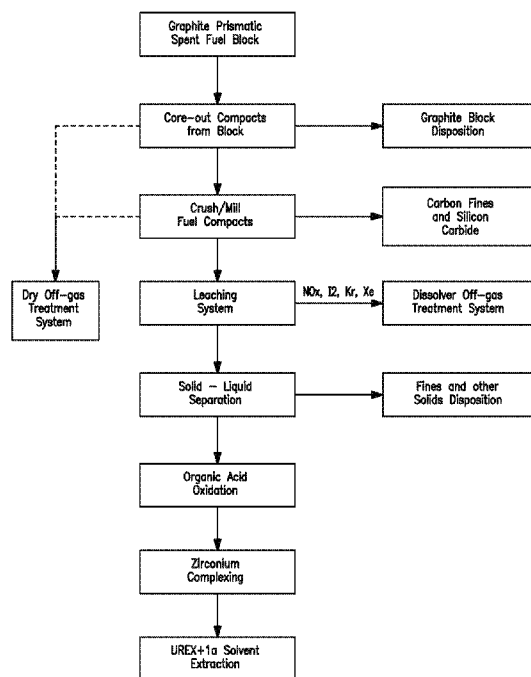 Graphite Prismatic
Spent Fuel Block
Core-out Compacts
from Block
Graphite Block
Disposition
Crush/Mill
Fuel Compacts
Carbon Fines
and Silicon
Carbide
Dry Off-gas
Treatment
System
Leaching
System
NOx, I2, Kr, Xe
Dissolver Off-gas
Treatment System
Solid – Liquid
Separation
Fines and other
Solids Disposition
Organic Acid
Oxidation
Zirconium
Complexing
UREX+1a Solvent
Extraction